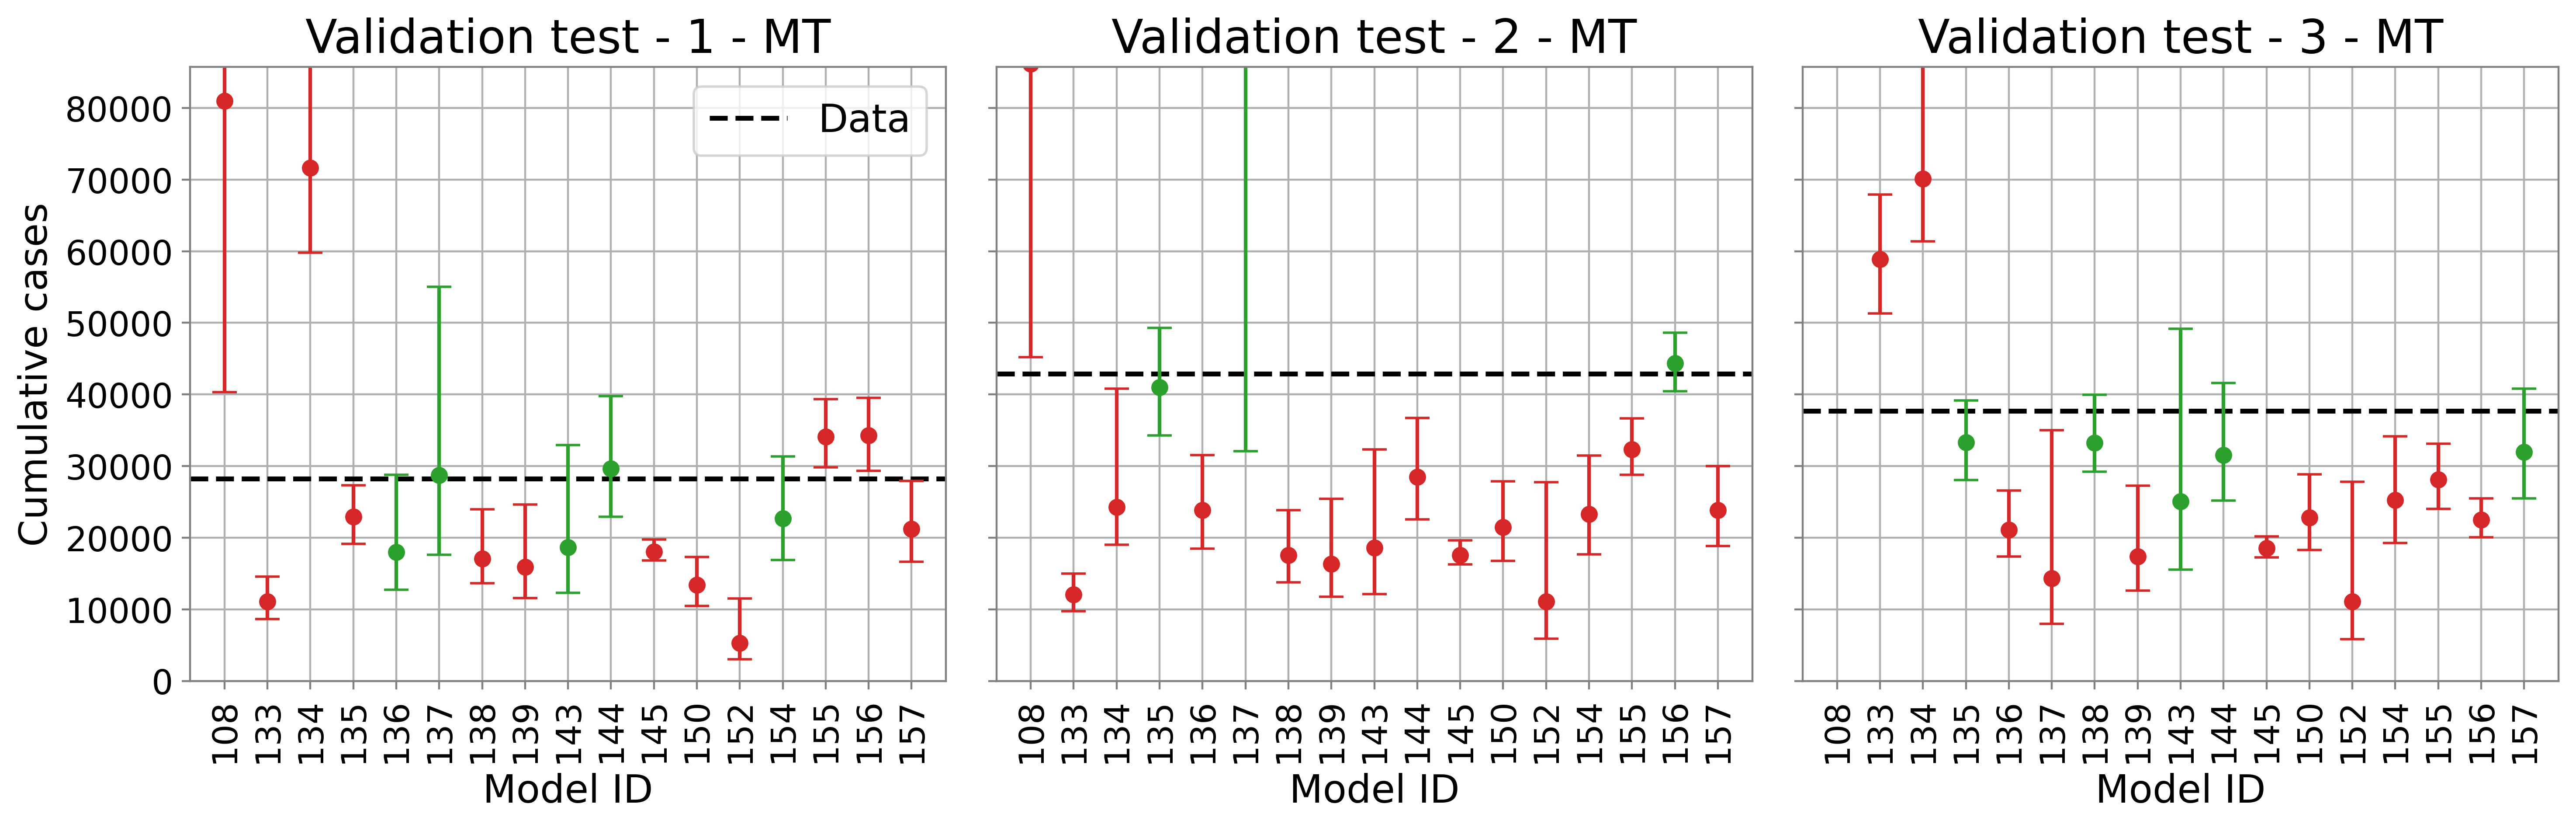 Validation test - 1 - MT
Validation test - 2 - MT
Validation test - 3 - MT
Data
Cumulative cases
80000
70000
60000
50000
40000
30000
20000
10000
0
108 133 134 135 136 137 138 139 143 144 145 150 152 154 155 156 157
108 133 134 135 136 137 138 139 143 144 145 150 152 154 155 156 157
108 133 134 135 136 137 138 139 143 144 145 150 152 154 155 156 157
Model ID
Model ID
Model ID